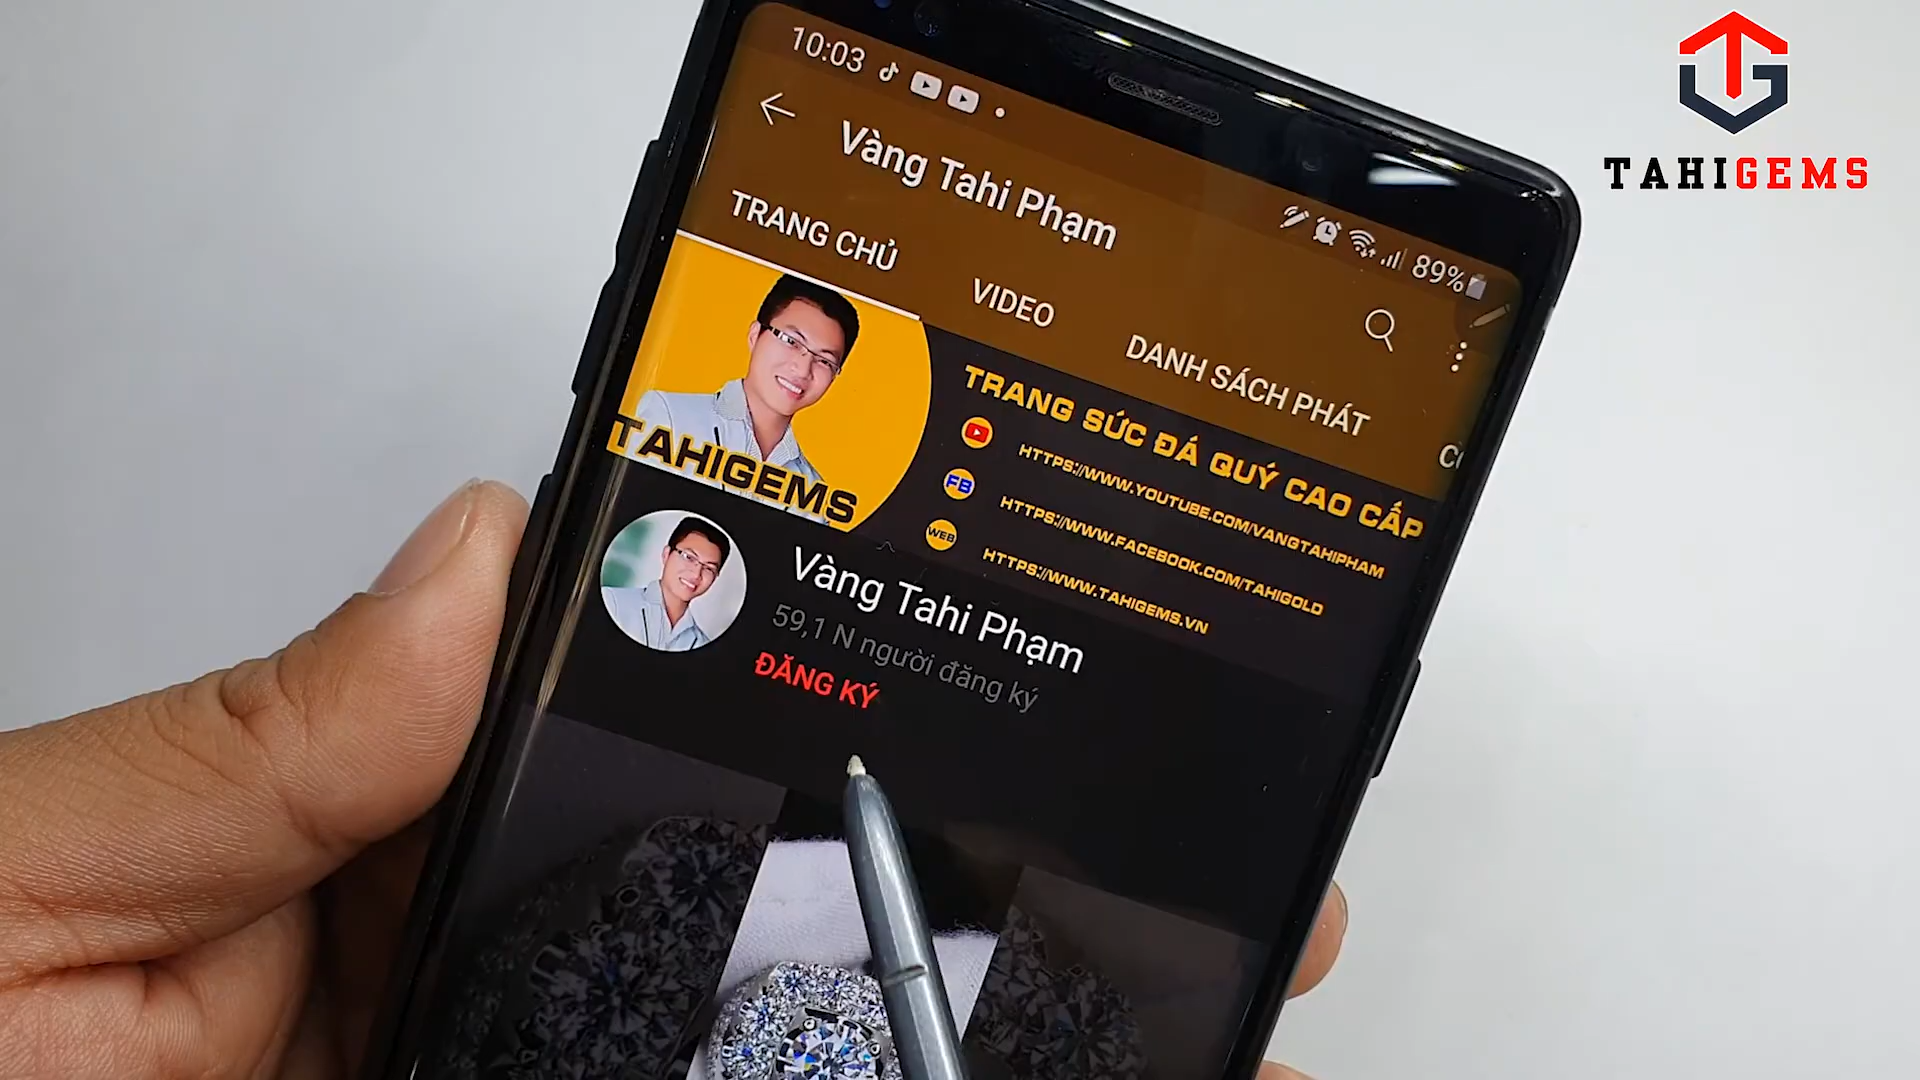 10:03
89%
Vàng Tahi Phạm
TRANG CHỦ
VIDEO
DANH SÁCH PHÁT
TAHIGEMS
TRANG SỨC ĐÁ QUÝ CAO CẤP
HTTPS://WWW.YOUTUBE.COM/VANGTAHIPHAM
FB
HTTPS://WWW.FACEBOOK.COM/TAHIGOLD
WEB
HTTPS://WWW.TAHIGEMS.VN
Vàng Tahi Phạm
59,1 N người đăng ký
ĐĂNG KÝ
TAHIGEMS